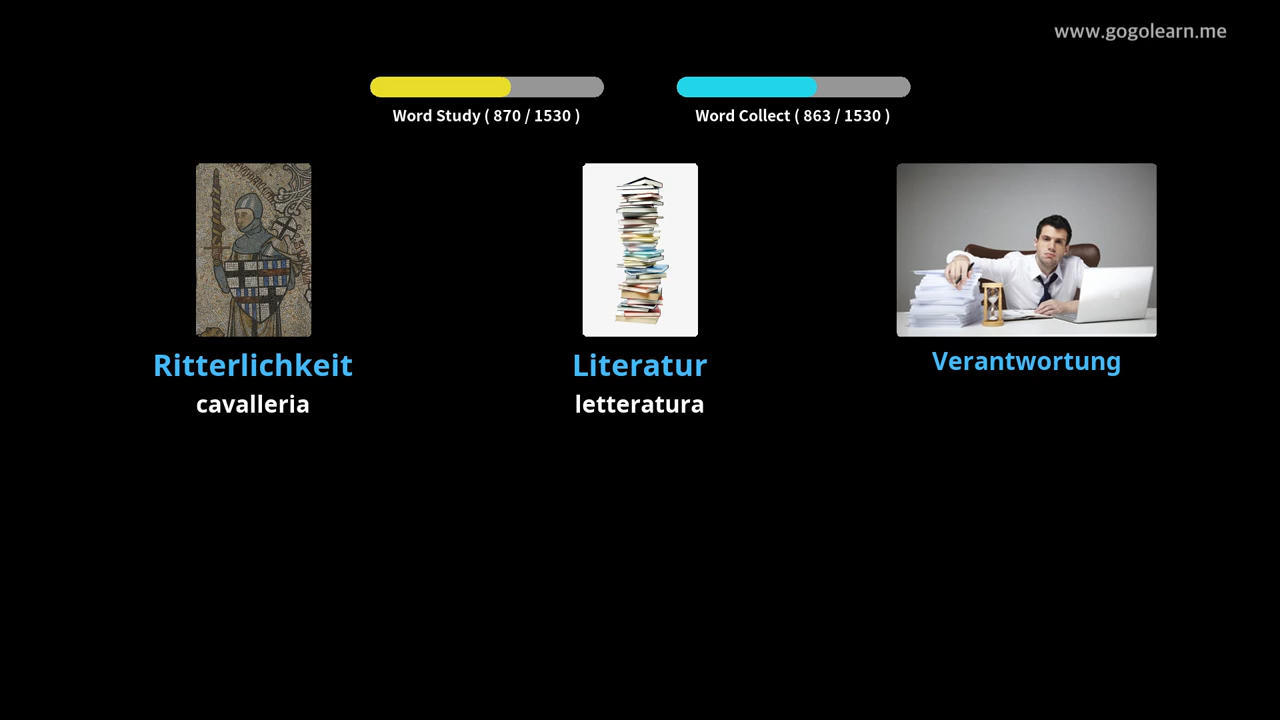 www.gogolearn.me
Word Study ( 870 / 1530 )
Word Collect ( 863 / 1530 )
Ritterlichkeit
Literatur
Verantwortung
cavalleria
letteratura